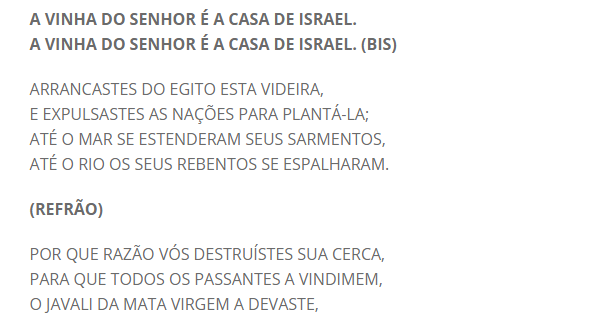 A VINHA DO SENHOR É A CASA DE ISRAEL.
A VINHA DO SENHOR É A CASA DE ISRAEL. (BIS)
ARRANCASTES DO EGITO ESTA VIDEIRA,
E EXPULSASTES AS NAÇÕES PARA PLANTÁ-LA;
ATÉ O MAR SE ESTENDERAM SEUS SARMENTOS,
ATÉ O RIO OS SEUS REBENTOS SE ESPALHARAM.
(REFRÃO)
POR QUE RAZÃO VÓS DESTRUÍSTES SUA CERCA,
PARA QUE TODOS OS PASSANTES A VINDIMEM,
O JAVALI DA MATA VIRGEM A DEVASTE,